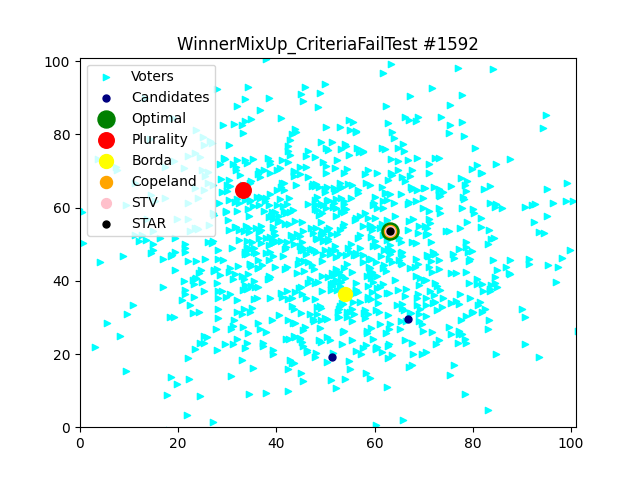 WinnerMixUp_CriteriaFailTest #1592
Voters
Candidates
Optimal
Plurality
Borda
Copeland
STV
STAR
100
80
60
40
20
0
0 20 40 60 80 100